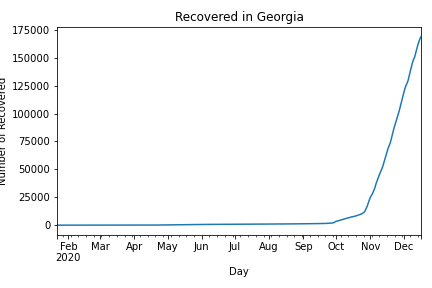 Recovered in Georgia
Number of Recovered
175000
150000
125000
100000
75000
50000
25000
0
Feb Mar Apr May Jun Jul Aug Sep Oct Nov Dec
2020
Day